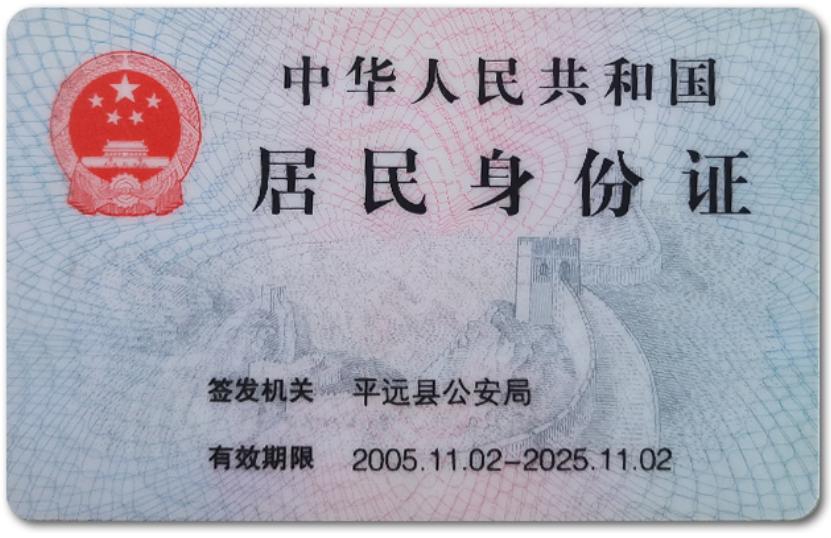 中华人民共和国
居民身份证
签发机关 平远县公安局
有效期限 2005.11.02-2025.11.02